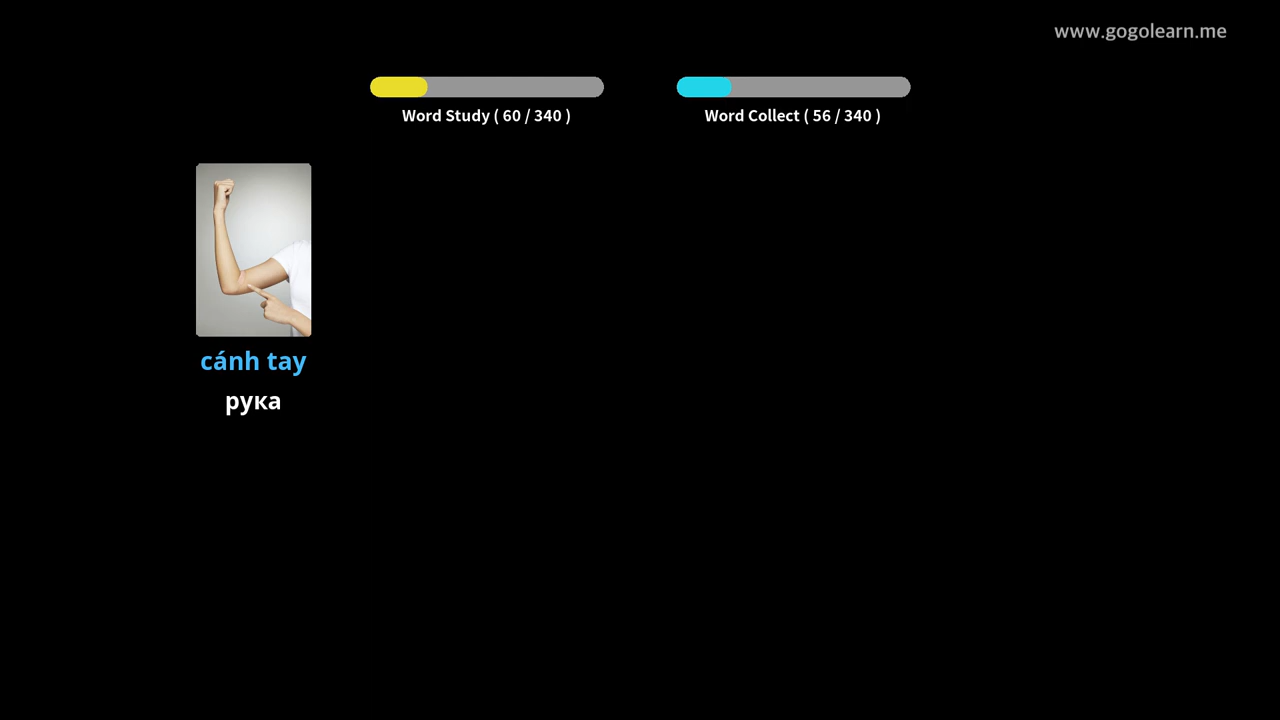 www.gogolearn.me
Word Study ( 60 / 340 )
Word Collect ( 56 / 340 )
cánh tay
рука